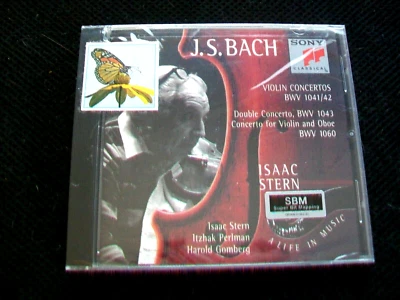 J.S. BACH
SONY
CLASSICAL
VIOLIN CONCERTOS
BWV 1041/42
Double Concerto, BWV 1043
Concerto for Violin and Oboe
BWV 1060
ISAAC
STERN
SBM
Super Bit Mapping
A LIFE IN MUSIC
Isaac Stern
Itzhak Perlman
Harold Gomberg